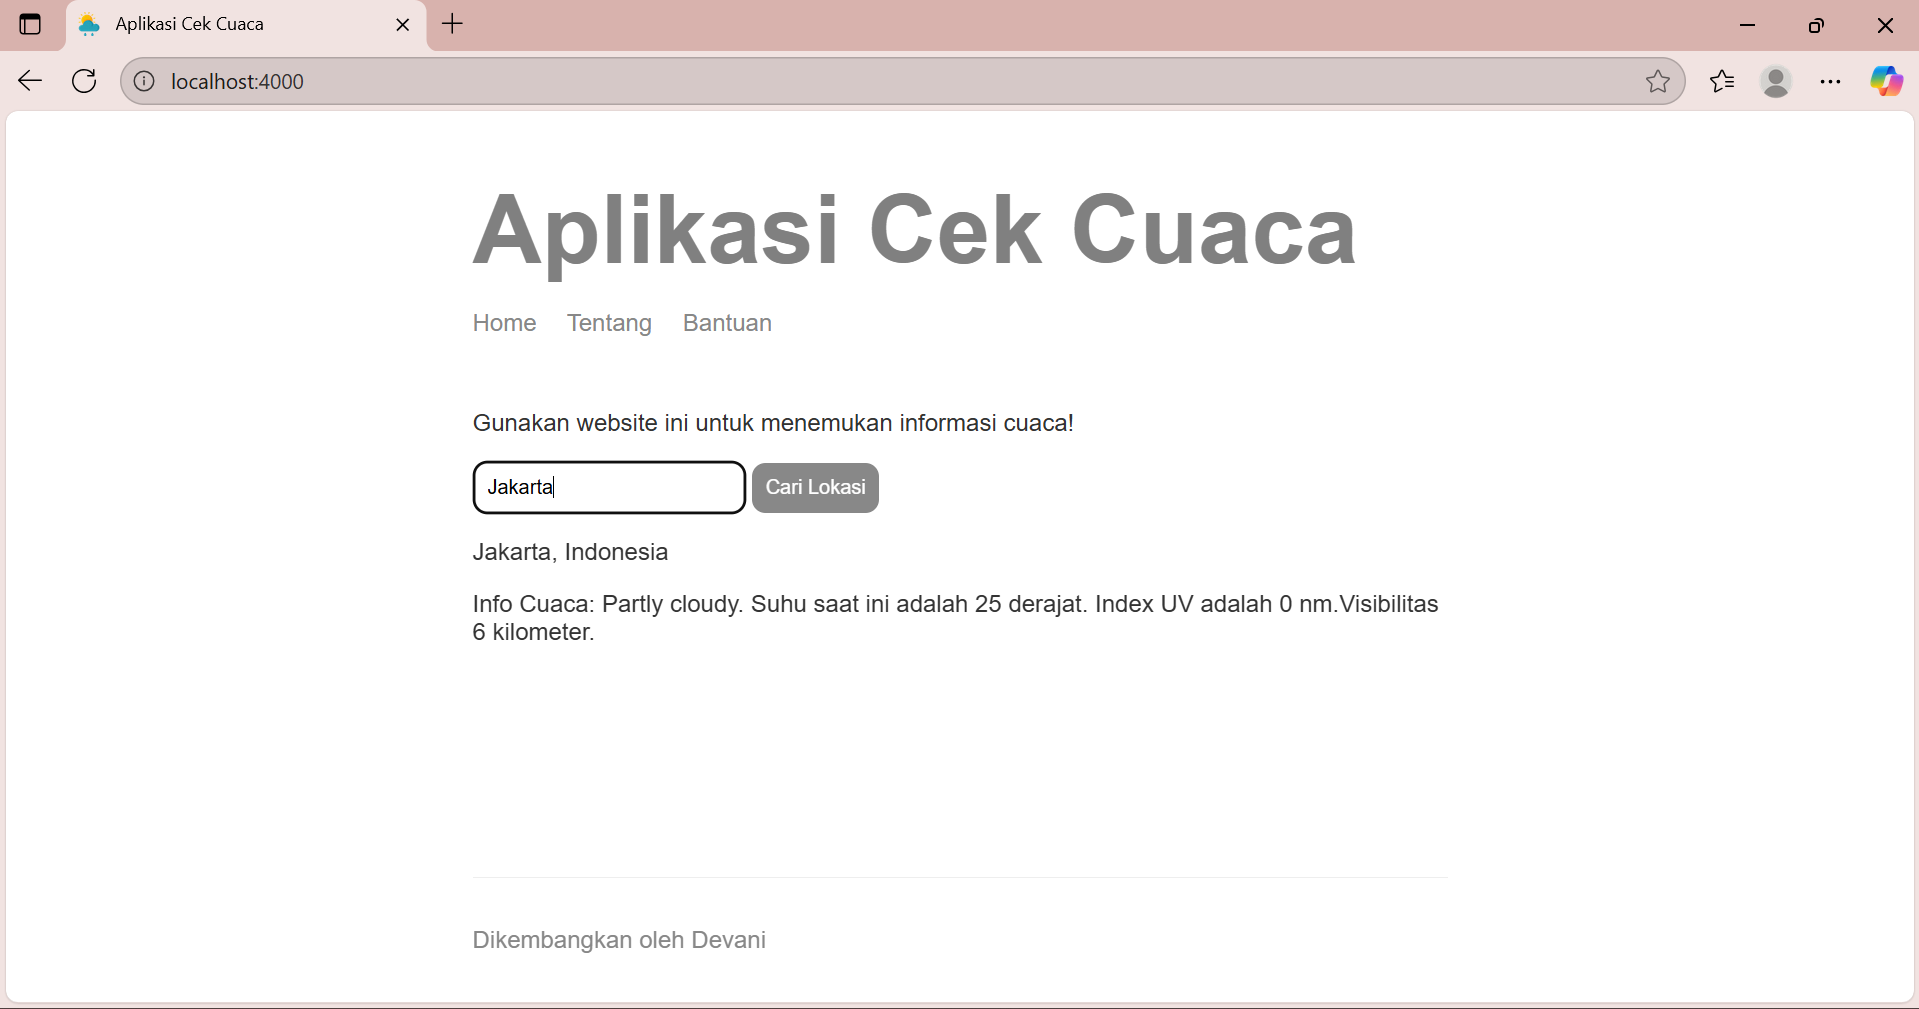 Aplikasi Cek Cuaca
localhost:4000
Aplikasi Cek Cuaca
Home Tentang Bantuan
Gunakan website ini untuk menemukan informasi cuaca!
Jakarta Cari Lokasi
Jakarta, Indonesia
Info Cuaca: Partly cloudy. Suhu saat ini adalah 25 derajat. Index UV adalah 0 nm.Visibilitas
6 kilometer.
Dikembangkan oleh Devani